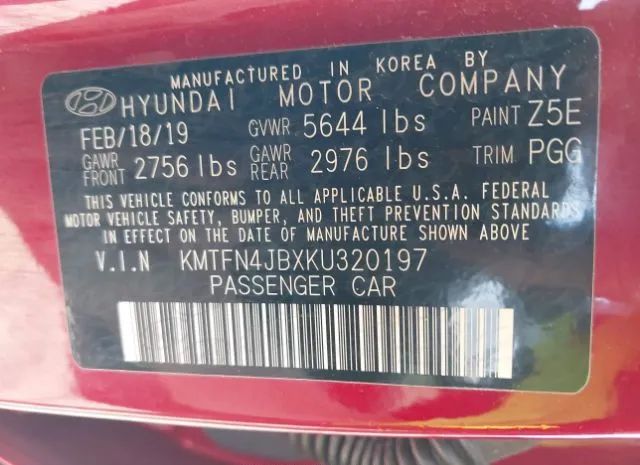 MANUFACTURED IN KOREA BY
HYUNDAI MOTOR COMPANY
FEB/18/19 GVWR 5644 lbs PAINT Z5E
GAWR FRONT 2756 lbs GAWR REAR 2976 lbs TRIM PGG
THIS VEHICLE CONFORMS TO ALL APPLICABLE U.S.A. FEDERAL
MOTOR VEHICLE SAFETY, BUMPER, AND THEFT PREVENTION STANDARDS
IN EFFECT ON THE DATE OF MANUFACTURE SHOWN ABOVE
V.I.N KMTFN4JBXKU320197
PASSENGER CAR